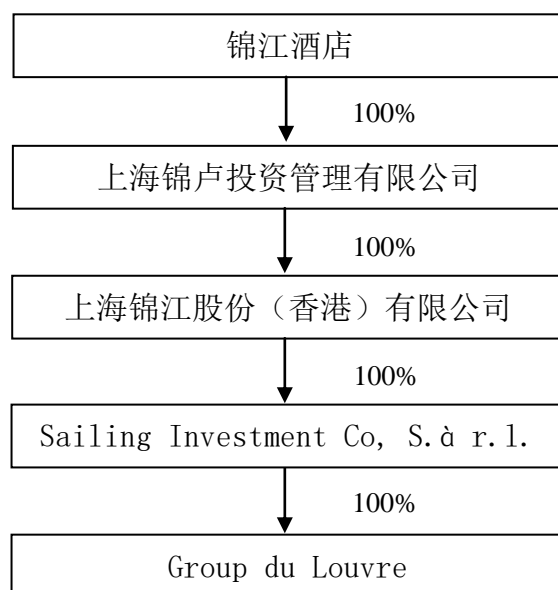 锦江酒店
100%
上海锦卢投资管理有限公司
100%
上海锦江股份（香港）有限公司
100%
Sailing Investment Co, S.à r.l.
100%
Group du Louvre